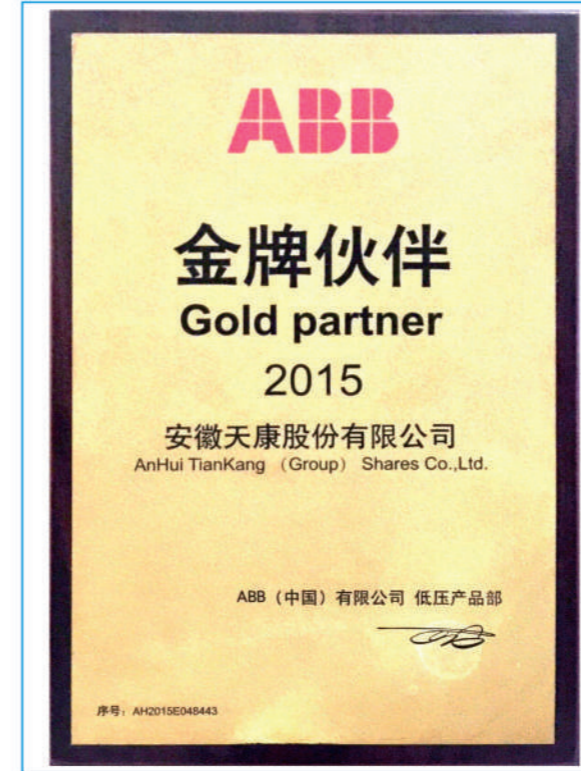 ABB
金牌伙伴
Gold partner
2015
安徽天康股份有限公司
AnHui TianKang （Group） Shares Co.,Ltd.
ABB（中国）有限公司 低压产品部
序号：AH2015E048443